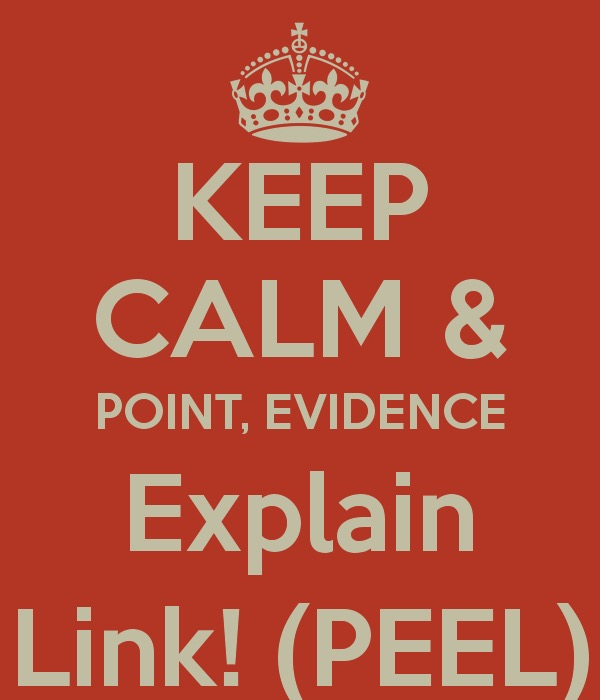 KEEP
CALM &
POINT, EVIDENCE
Explain
Link! (PEEL)